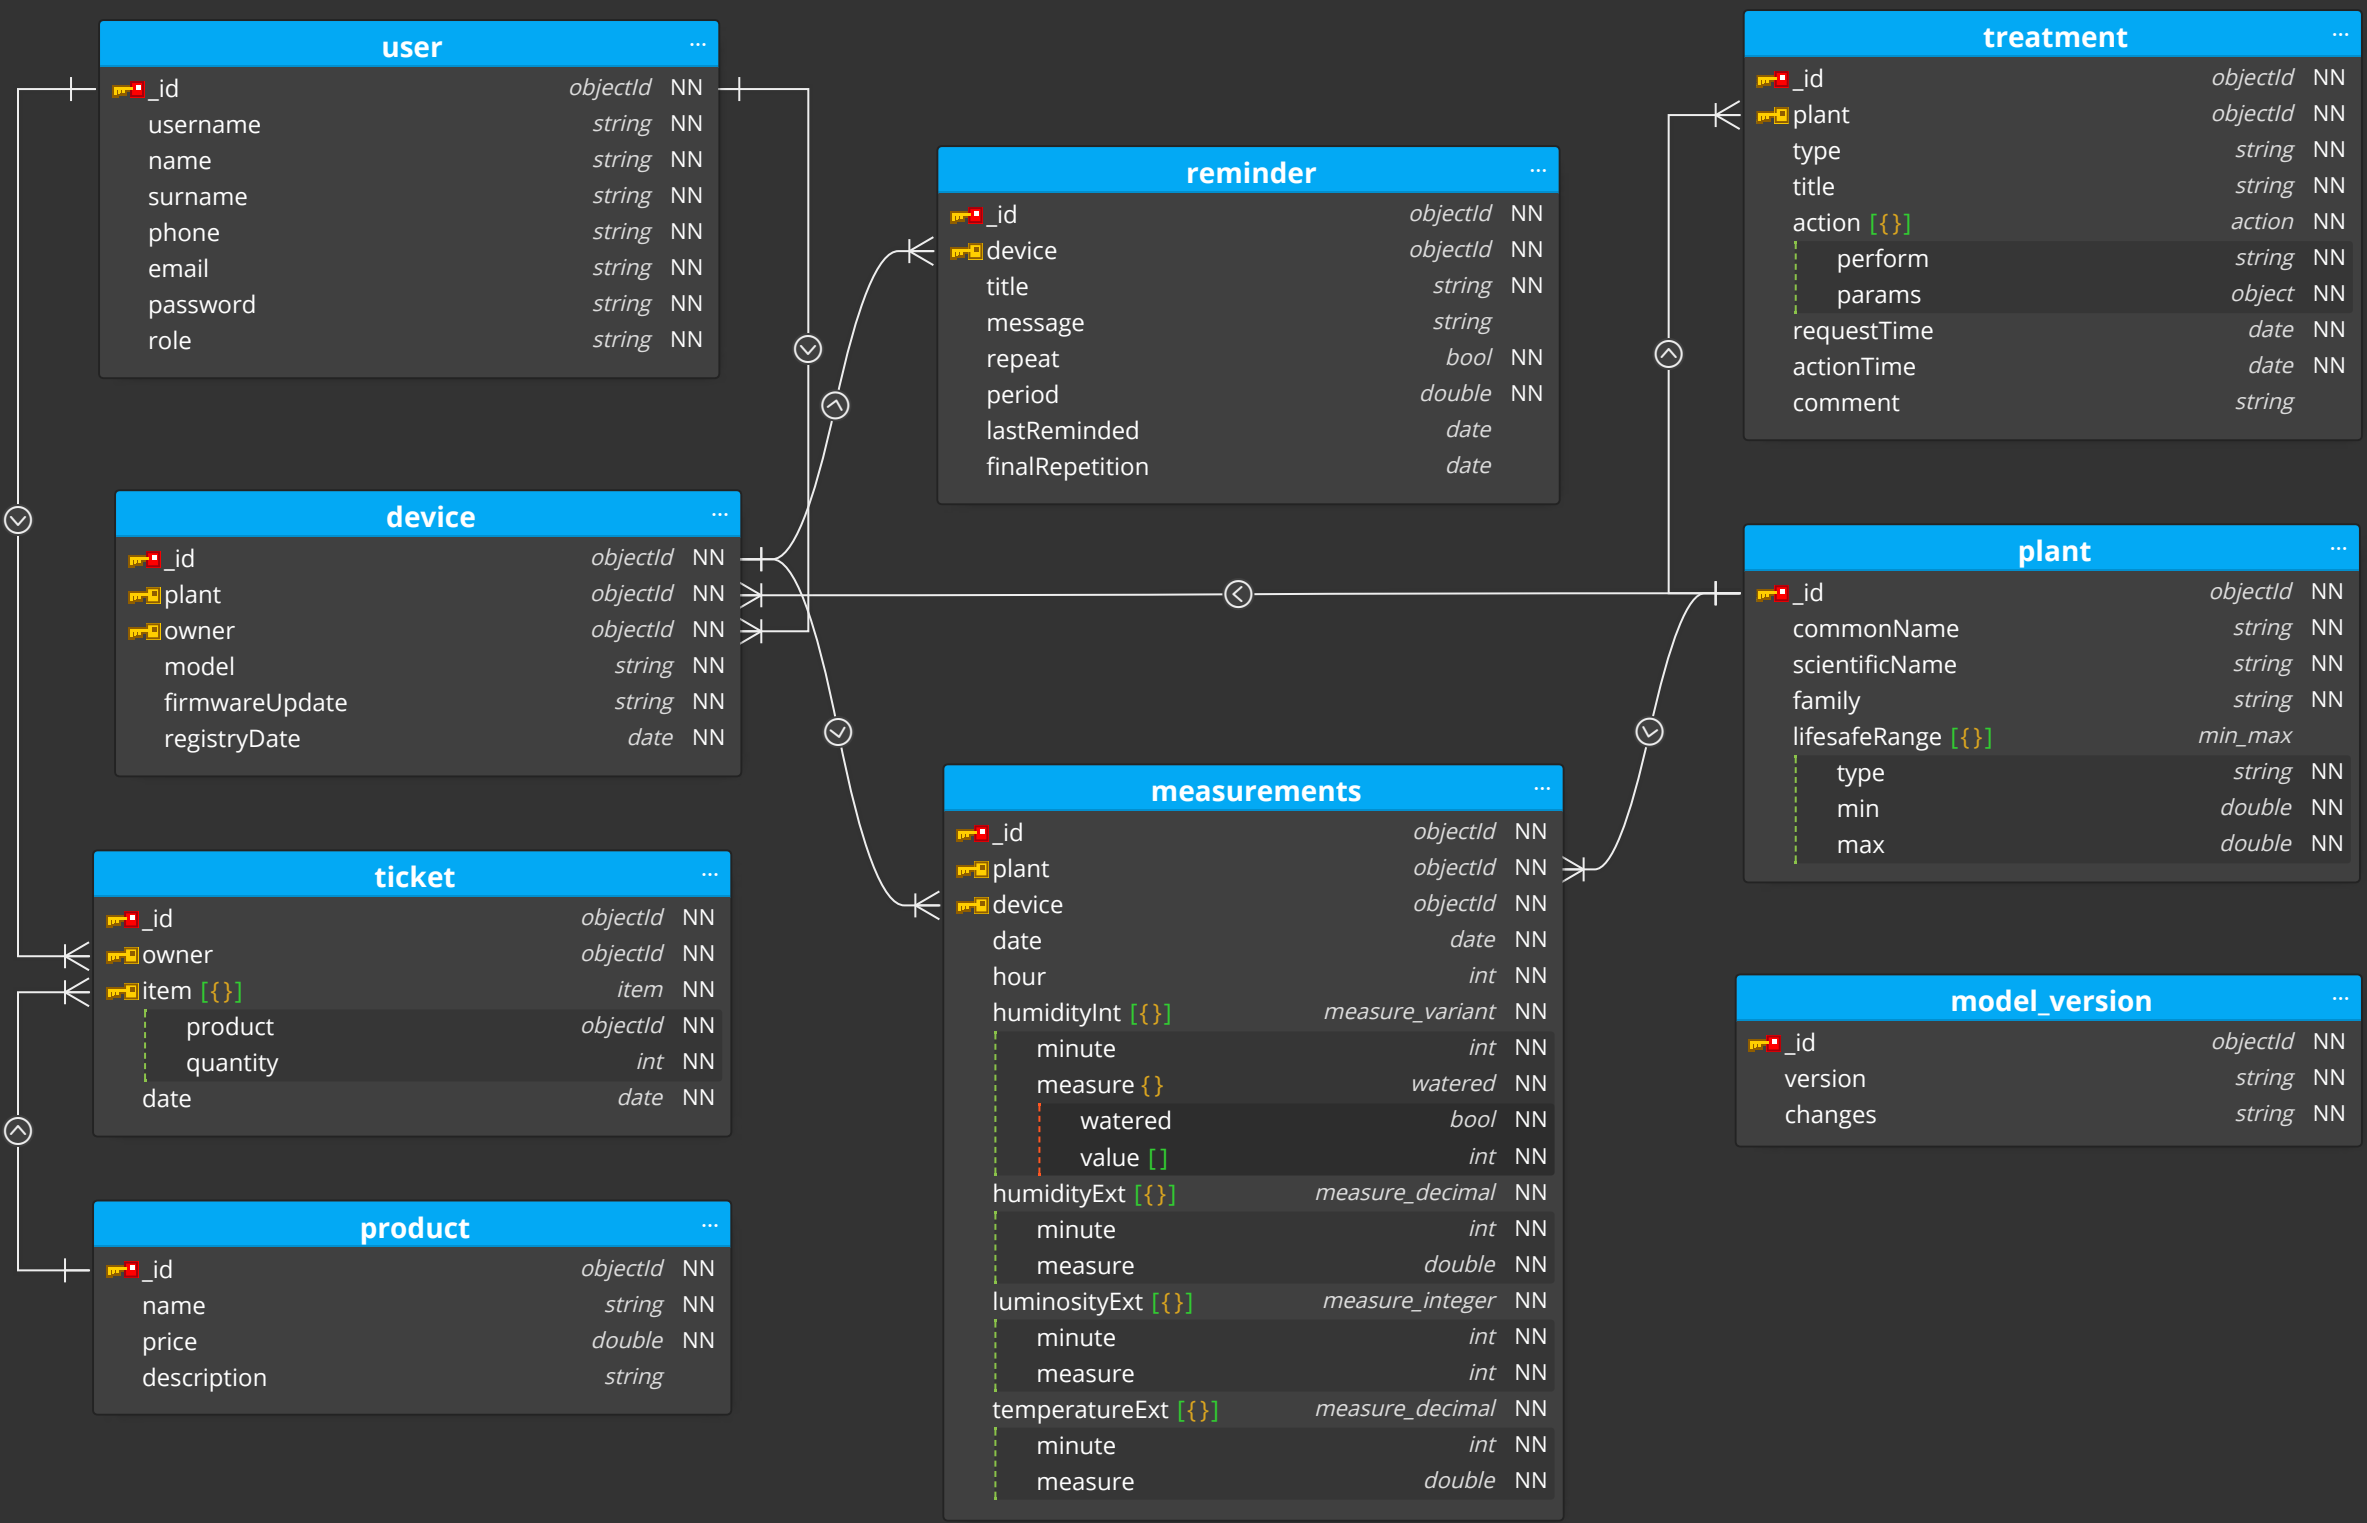 user ...
_id objectId NN
username string NN
name string NN
surname string NN
phone string NN
email string NN
password string NN
role string NN
device ...
_id objectId NN
plant objectId NN
owner objectId NN
model string NN
firmwareUpdate string NN
registryDate date NN
ticket ...
_id objectId NN
owner objectId NN
item [{}] item NN
product objectId NN
quantity int NN
date date NN
product ...
_id objectId NN
name string NN
price double NN
description string
reminder ...
_id objectId NN
device objectId NN
title string NN
message string
repeat bool NN
period double NN
lastReminded date
finalRepetition date
measurements ...
_id objectId NN
plant objectId NN
device objectId NN
date date NN
hour int NN
humidityInt [{}] measure_variant NN
minute int NN
measure {} watered NN
watered bool NN
value [] int NN
humidityExt [{}] measure_decimal NN
minute int NN
measure double NN
luminosityExt [{}] measure_integer NN
minute int NN
measure int NN
temperatureExt [{}] measure_decimal NN
minute int NN
measure double NN
treatment ...
_id objectId NN
plant objectId NN
type string NN
title string NN
action [{}] action NN
perform string NN
params object NN
requestTime date NN
actionTime date NN
comment string
plant ...
_id objectId NN
commonName string NN
scientificName string NN
family string NN
lifesafeRange [{}] min_max
type string NN
min double NN
max double NN
model_version ...
_id objectId NN
version string NN
changes string NN